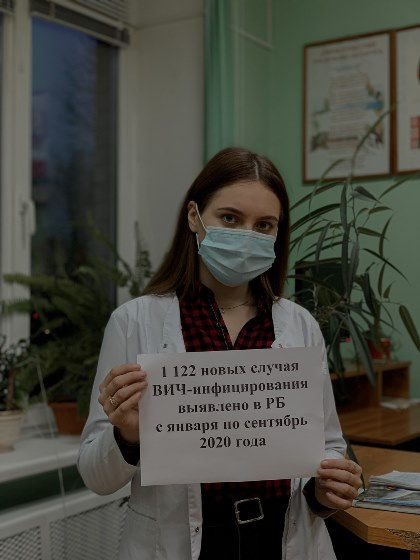 1 122 новых случая
ВИЧ-инфицирования
выявлено в РБ
с января по сентябрь
2020 года